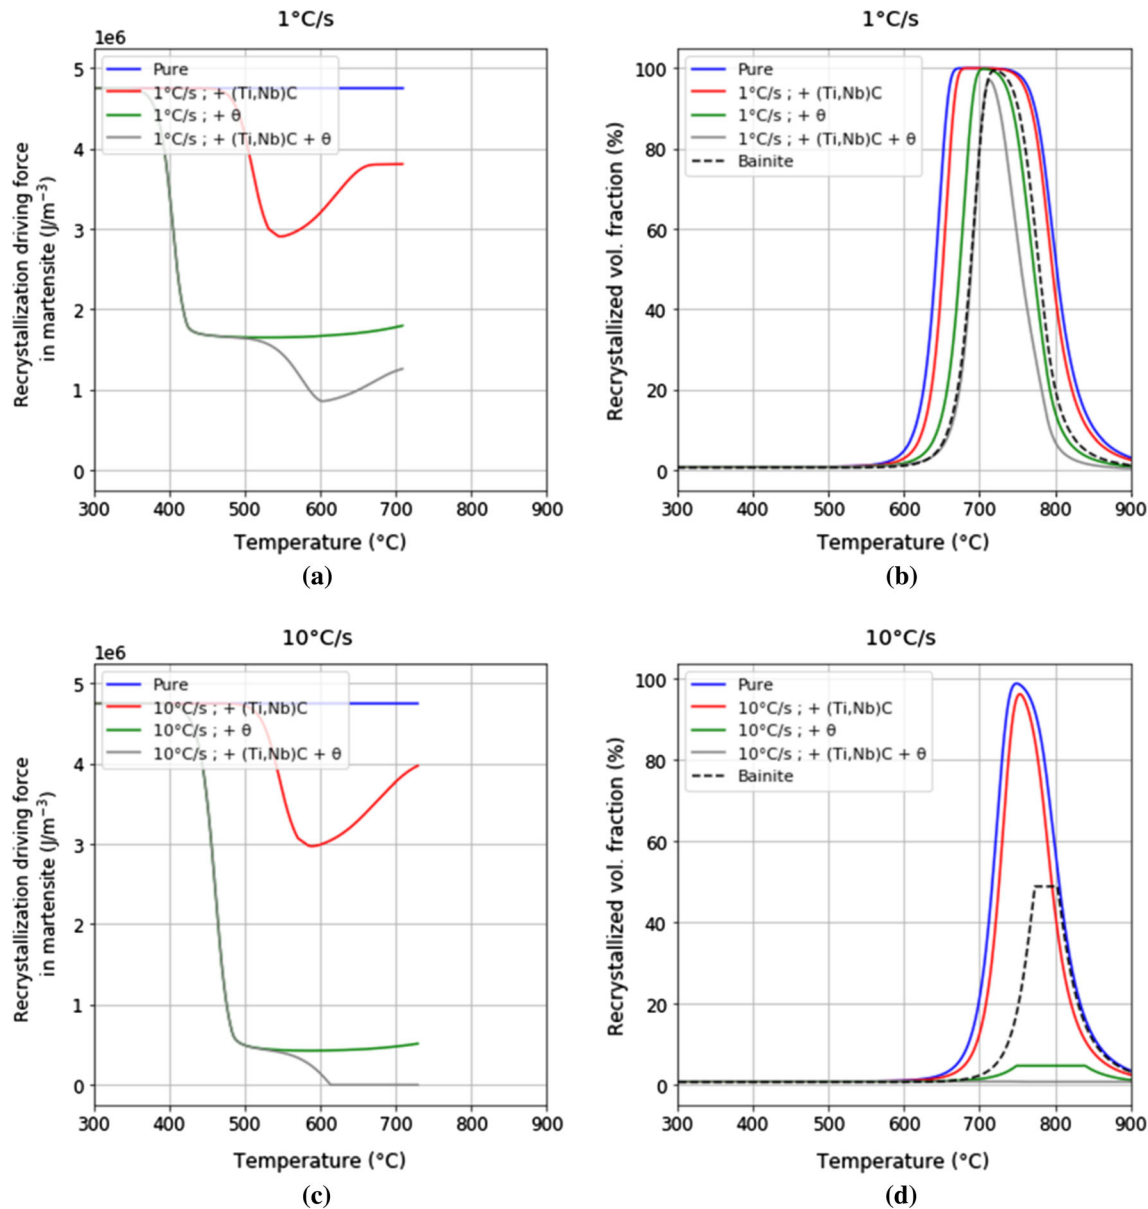 1°C/s
1e6
Recrystallization driving force
in martensite (J/m⁻³)
5
4
3
2
1
0
Pure
1°C/s ; + (Ti,Nb)C
1°C/s ; + θ
1°C/s ; + (Ti,Nb)C + θ
300 400 500 600 700 800 900
Temperature (°C)
(a)
1°C/s
Recrystallized vol. fraction (%)
100
80
60
40
20
0
Pure
1°C/s ; + (Ti,Nb)C
1°C/s ; + θ
1°C/s ; + (Ti,Nb)C + θ
Bainite
300 400 500 600 700 800 900
Temperature (°C)
(b)
10°C/s
1e6
Recrystallization driving force
in martensite (J/m⁻³)
5
4
3
2
1
0
Pure
10°C/s ; + (Ti,Nb)C
10°C/s ; + θ
10°C/s ; + (Ti,Nb)C + θ
300 400 500 600 700 800 900
Temperature (°C)
(c)
10°C/s
Recrystallized vol. fraction (%)
100
80
60
40
20
0
Pure
10°C/s ; + (Ti,Nb)C
10°C/s ; + θ
10°C/s ; + (Ti,Nb)C + θ
Bainite
300 400 500 600 700 800 900
Temperature (°C)
(d)